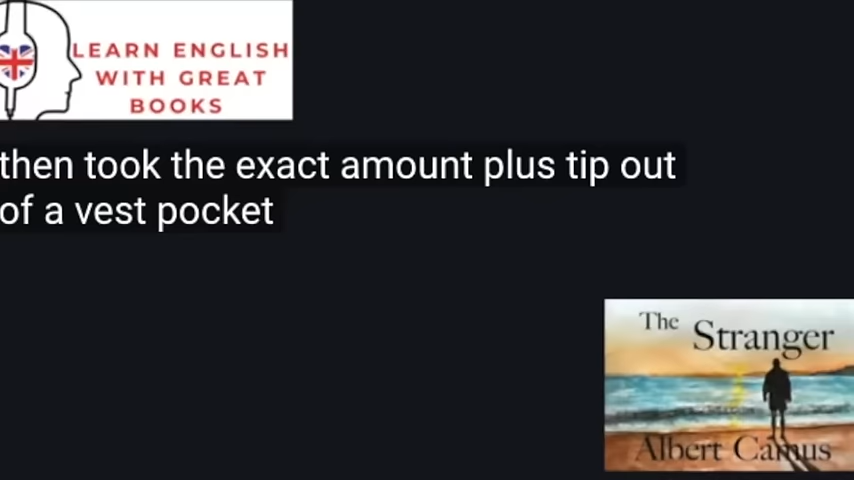 LEARN ENGLISH
WITH GREAT
BOOKS
then took the exact amount plus tip out
of a vest pocket
The Stranger
Albert Camus